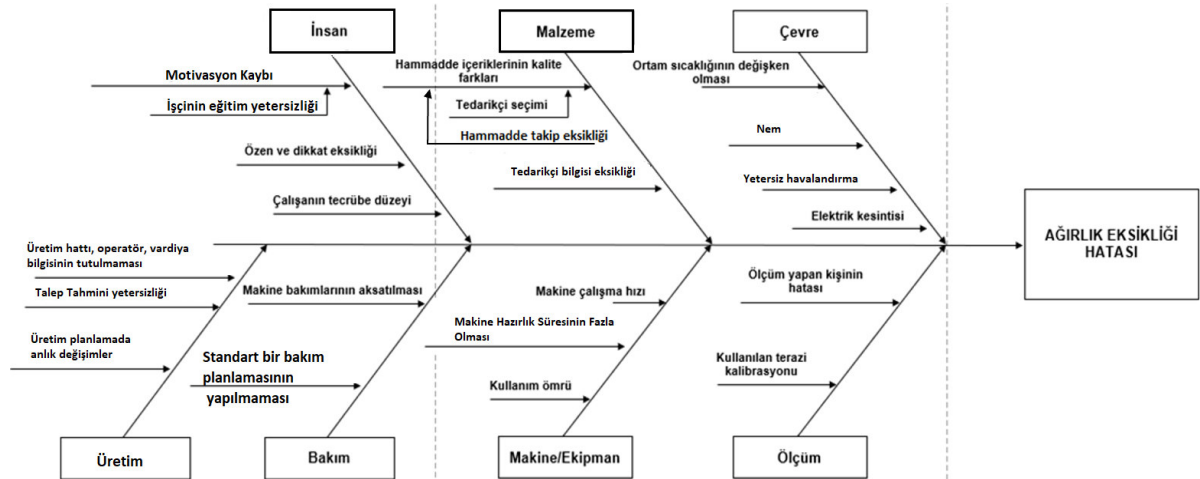 İnsan
Malzeme
Çevre
Motivasyon Kaybı
İşçinin eğitim yetersizliği
Özen ve dikkat eksikliği
Çalışanın tecrübe düzeyi
Hammadde içeriklerinin kalite
farkları
Tedarikçi seçimi
Hammadde takip eksikliği
Tedarikçi bilgisi eksikliği
Ortam sıcaklığının değişken
olması
Nem
Yetersiz havalandırma
Elektrik kesintisi
AĞIRLIK EKSİKLİĞİ
HATASI
Üretim hattı, operatör, vardiya
bilgisinin tutulmaması
Talep Tahmini yetersizliği
Üretim planlamada
anlık değişimler
Makine bakımlarının aksatılması
Standart bir bakım
planlamasının
yapılmaması
Makine çalışma hızı
Makine Hazırlık Süresinin Fazla
Olması
Kullanım ömrü
Ölçüm yapan kişinin
hatası
Kullanılan terazi
kalibrasyonu
Üretim
Bakım
Makine/Ekipman
Ölçüm